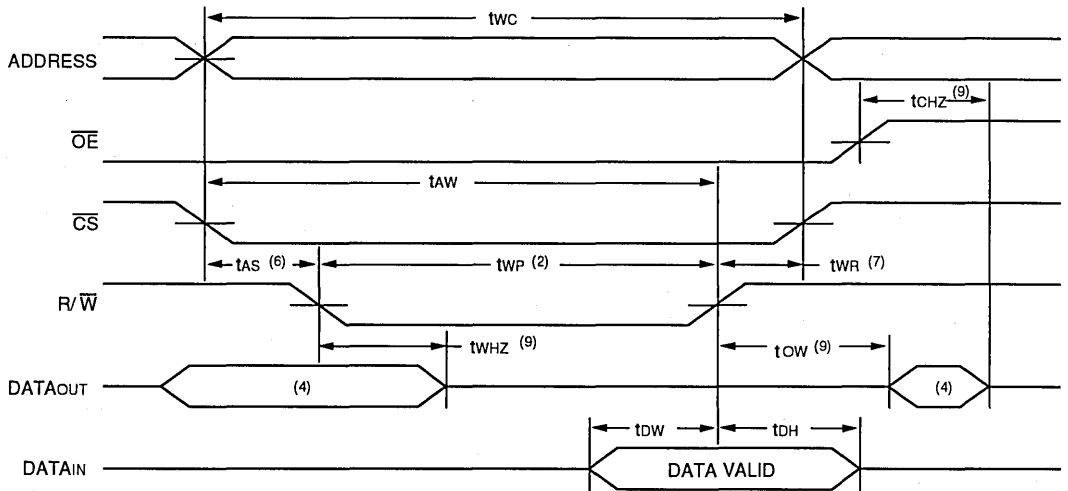 tWC
ADDRESS
tCHZ (9)
OE
tAW
CS
tAS (6) tWP (2) tWR (7)
R/W
tWHZ (9) tOW (9)
DATAOUT (4) (4)
tDW tDH
DATAIN DATA VALID